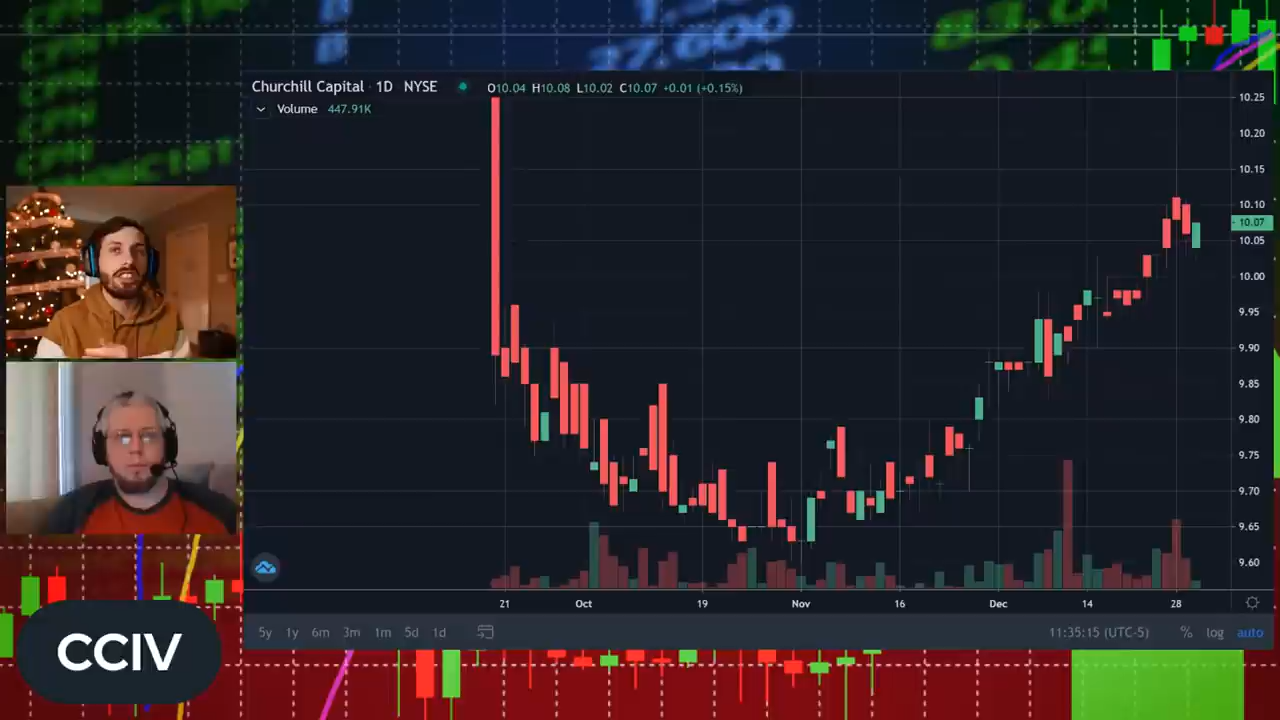 37.600
Churchill Capital · 1D NYSE
O10.04 H10.08 L10.02 C10.07 +0.01 (+0.15%)
Volume 447.91K
10.25
10.20
10.15
10.10
10.07
10.05
10.00
9.95
9.90
9.85
9.80
9.75
9.70
9.65
9.60
21 Oct 19 Nov 16 Dec 14 28
5y 1y 6m 3m 1m 5d 1d
11:35:15 (UTC-5) % log auto
CCIV